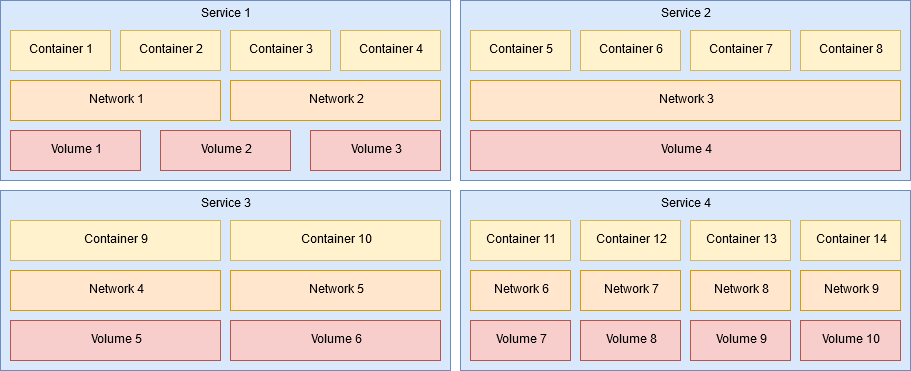 Service 1
Container 1
Container 2
Container 3
Container 4
Network 1
Network 2
Volume 1
Volume 2
Volume 3
Service 2
Container 5
Container 6
Container 7
Container 8
Network 3
Volume 4
Service 3
Container 9
Container 10
Network 4
Network 5
Volume 5
Volume 6
Service 4
Container 11
Container 12
Container 13
Container 14
Network 6
Network 7
Network 8
Network 9
Volume 7
Volume 8
Volume 9
Volume 10